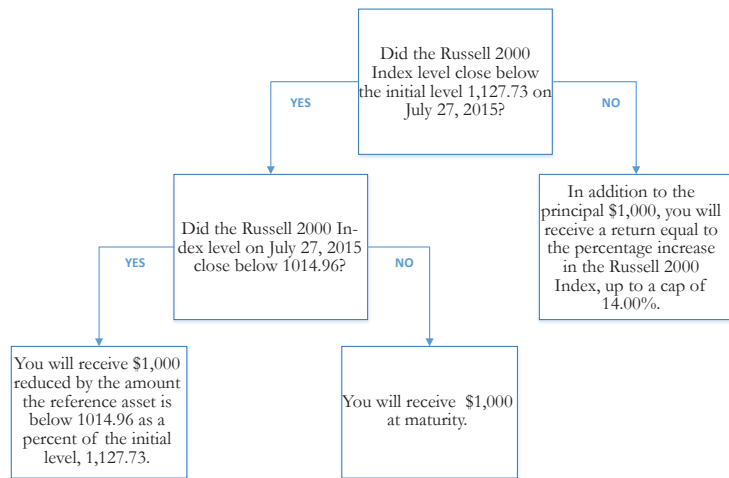 Did the Russell 2000
Index level close below
the initial level 1,127.73 on
July 27, 2015?
YES
NO
Did the Russell 2000 In-
dex level on July 27, 2015
close below 1014.96?
In addition to the
principal $1,000, you will
receive a return equal to
the percentage increase
in the Russell 2000
Index, up to a cap of
14.00%.
YES
NO
You will receive $1,000
reduced by the amount
the reference asset is
below 1014.96 as a
percent of the initial
level, 1,127.73.
You will receive $1,000
at maturity.